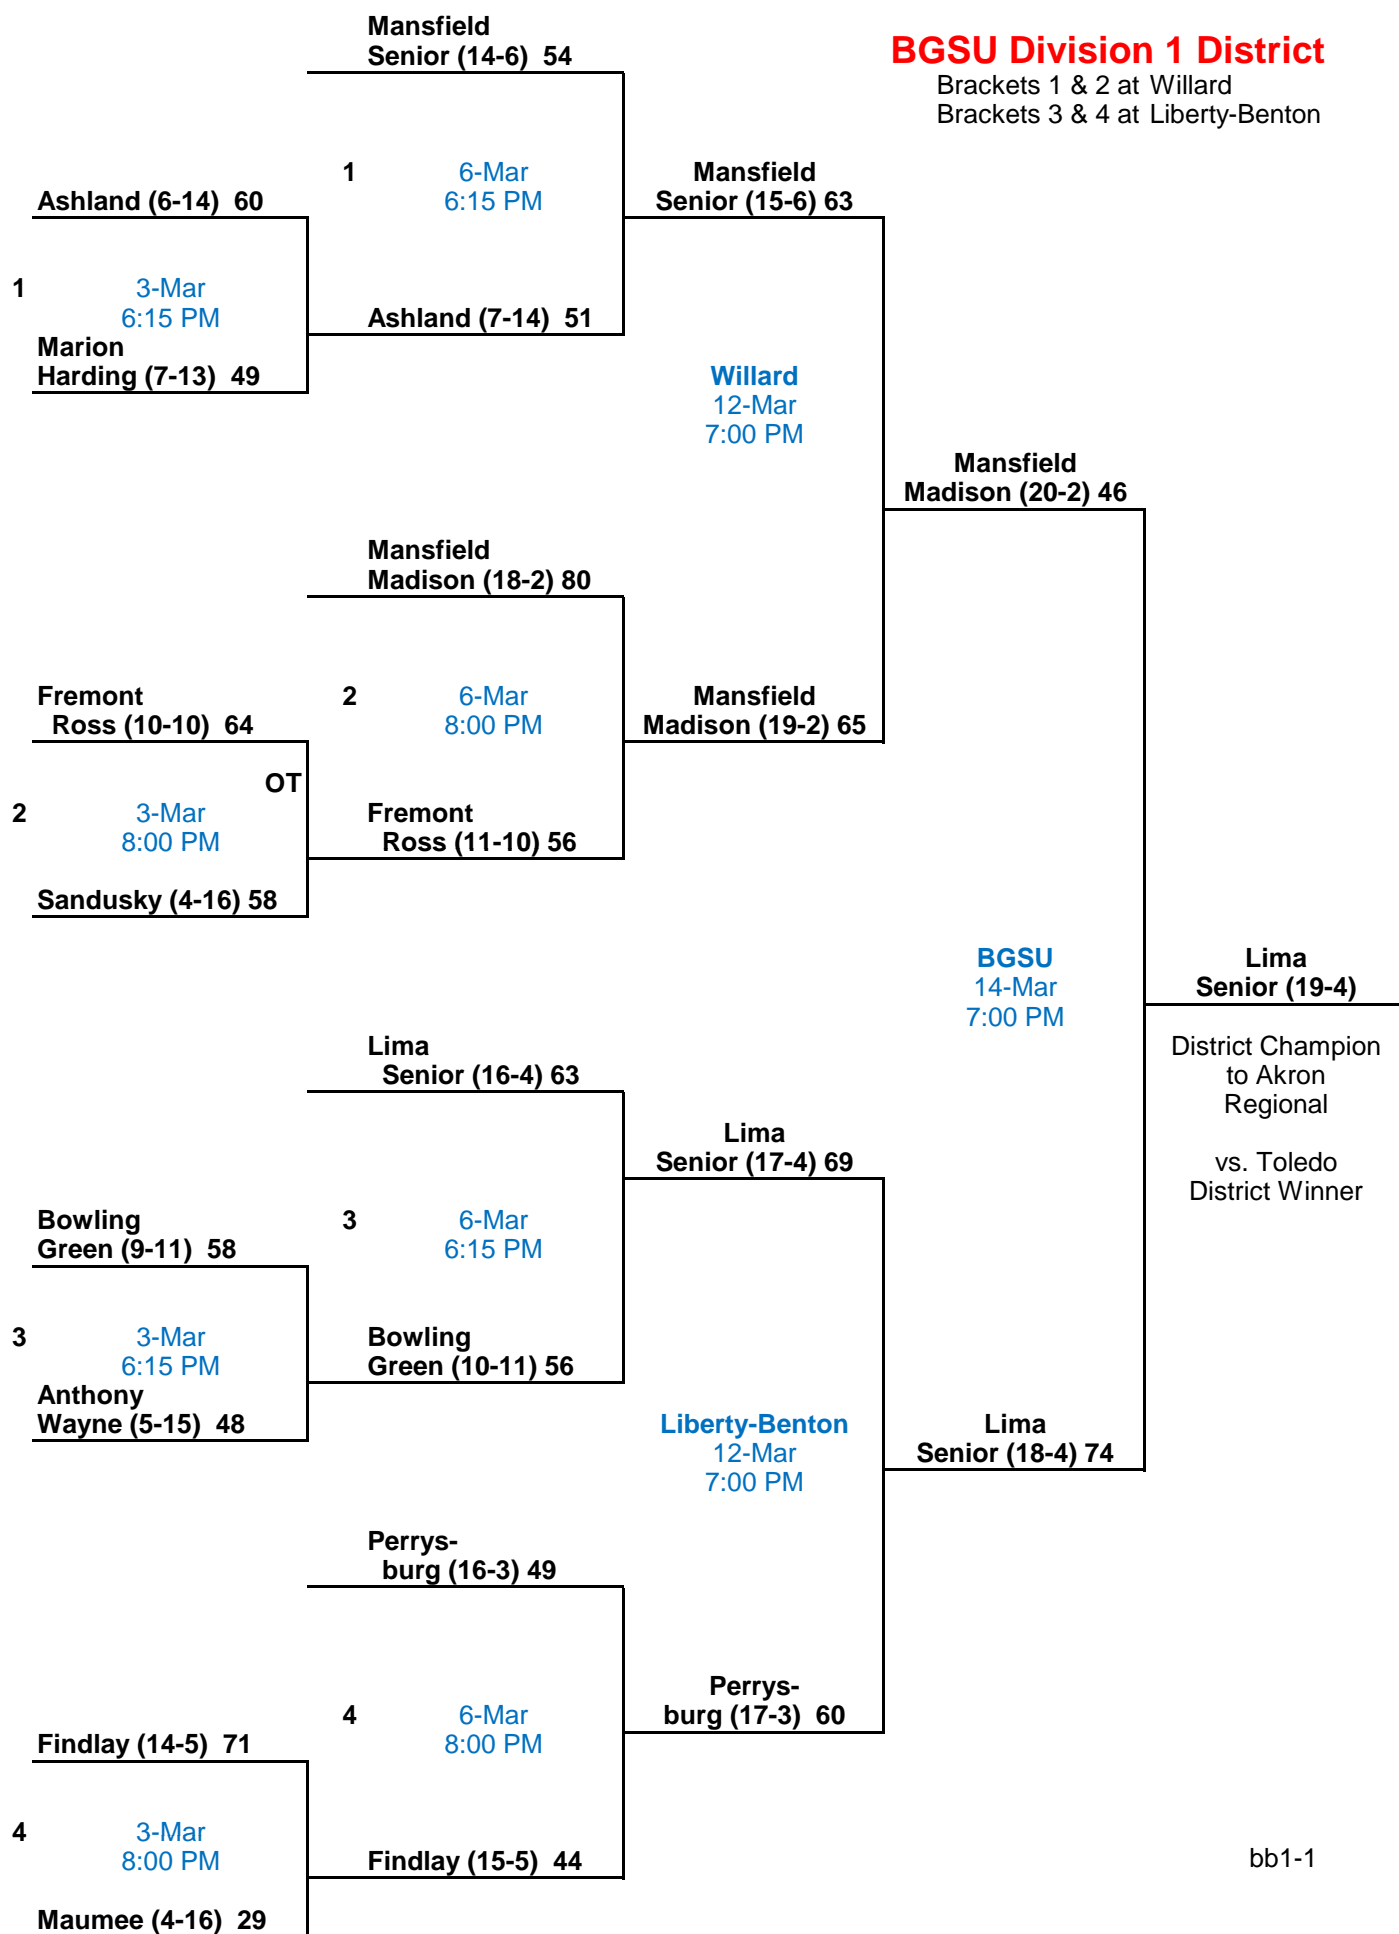 Mansfield
Senior (14-6)  54
BGSU Division 1 District
Brackets 1 & 2 at Willard
Brackets 3 & 4 at Liberty-Benton
1
6-Mar
6:15 PM
Mansfield
Senior (15-6) 63
Ashland (6-14)  60
1
3-Mar
6:15 PM
Ashland (7-14)  51
Marion
Harding (7-13)  49
Willard
12-Mar
7:00 PM
Mansfield
Madison (20-2) 46
Mansfield
Madison (18-2) 80
Fremont
Ross (10-10)  64
2
6-Mar
8:00 PM
Mansfield
Madison (19-2) 65
OT
2
3-Mar
8:00 PM
Fremont
Ross (11-10) 56
Sandusky (4-16) 58
BGSU
14-Mar
7:00 PM
Lima
Senior (19-4)
District Champion
to Akron
Regional
vs. Toledo
District Winner
Lima
Senior (16-4) 63
Lima
Senior (17-4) 69
Bowling
Green (9-11)  58
3
6-Mar
6:15 PM
3
3-Mar
6:15 PM
Bowling
Green (10-11) 56
Anthony
Wayne (5-15)  48
Liberty-Benton
12-Mar
7:00 PM
Lima
Senior (18-4) 74
Perrys-
burg (16-3) 49
4
6-Mar
8:00 PM
Perrys-
burg (17-3)  60
Findlay (14-5)  71
4
3-Mar
8:00 PM
Findlay (15-5)  44
Maumee (4-16)  29
bb1-1